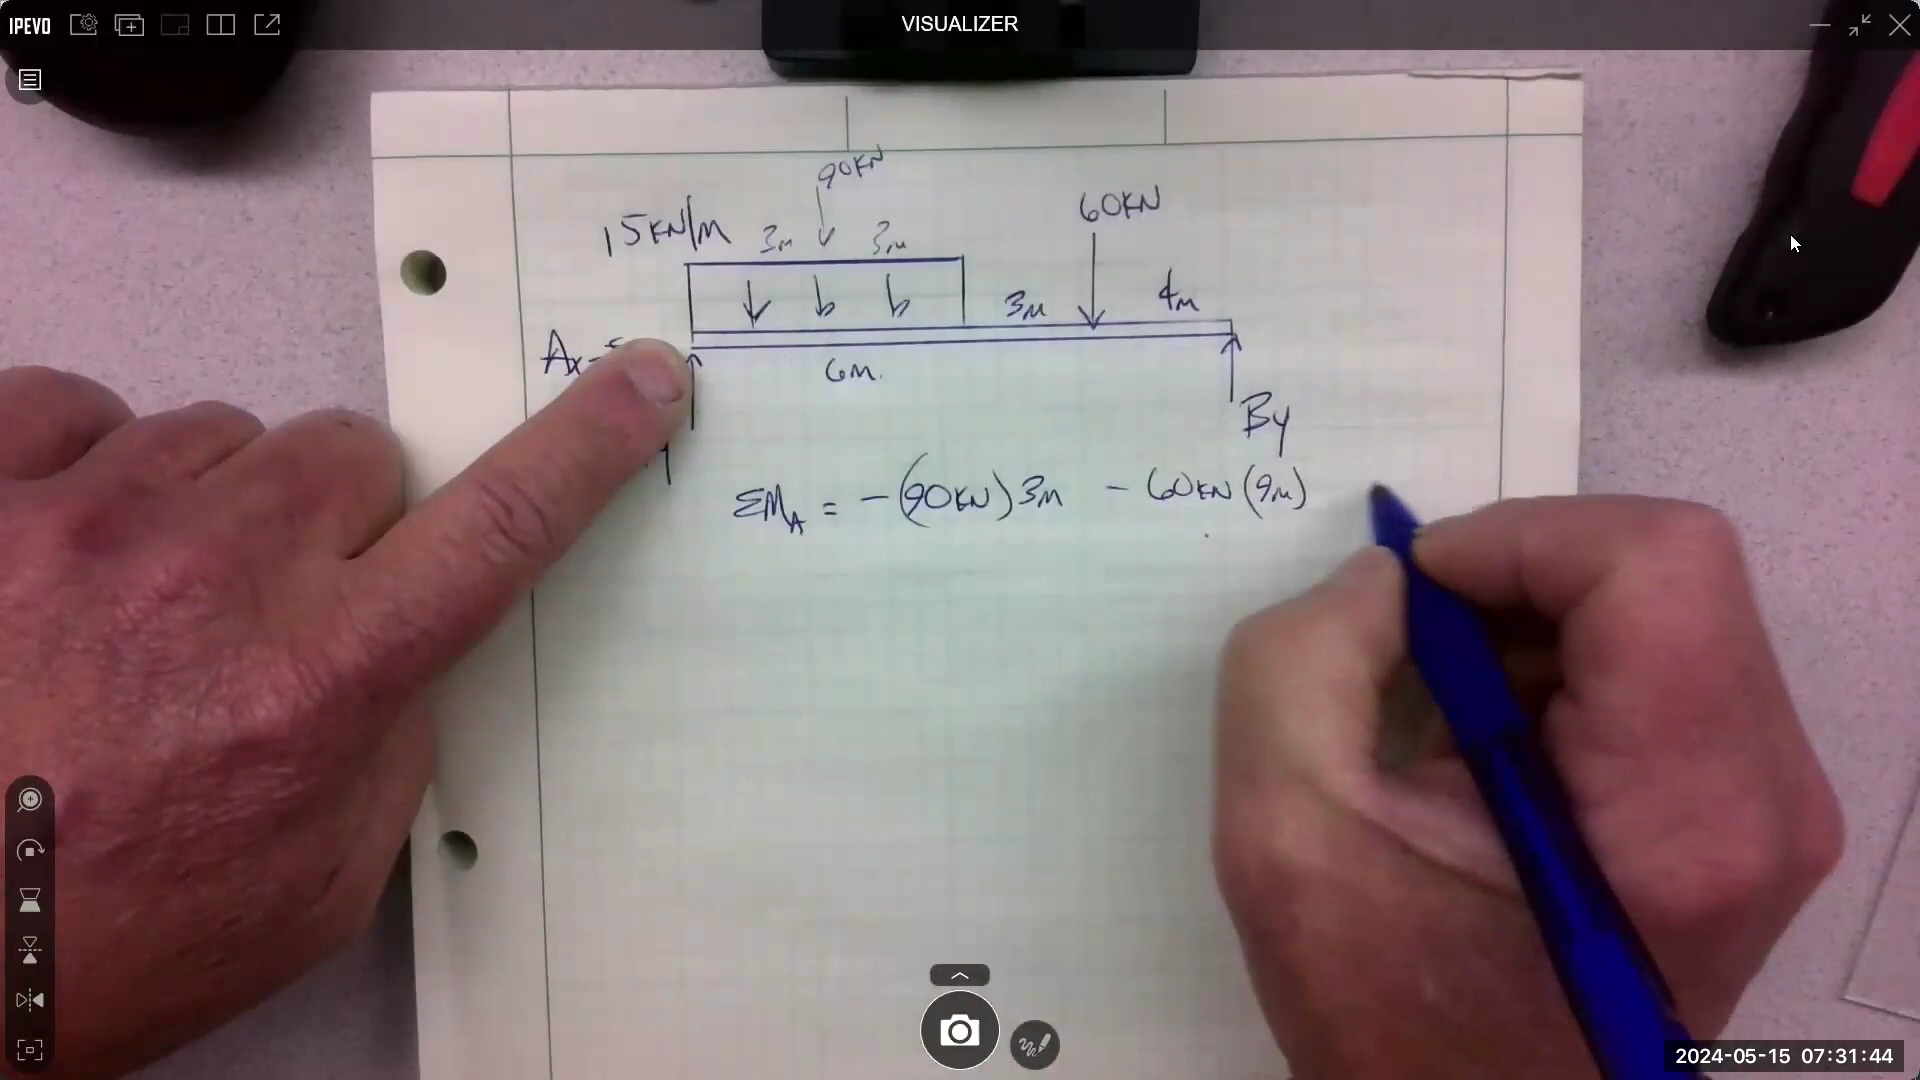 IPEVO
VISUALIZER
90KN
15KN/M 3m 3m
60KN
3m 4m
Ax
6m.
By
ΣMA = -(90KN)3m - 60KN(9m)
2024-05-15 07:31:44